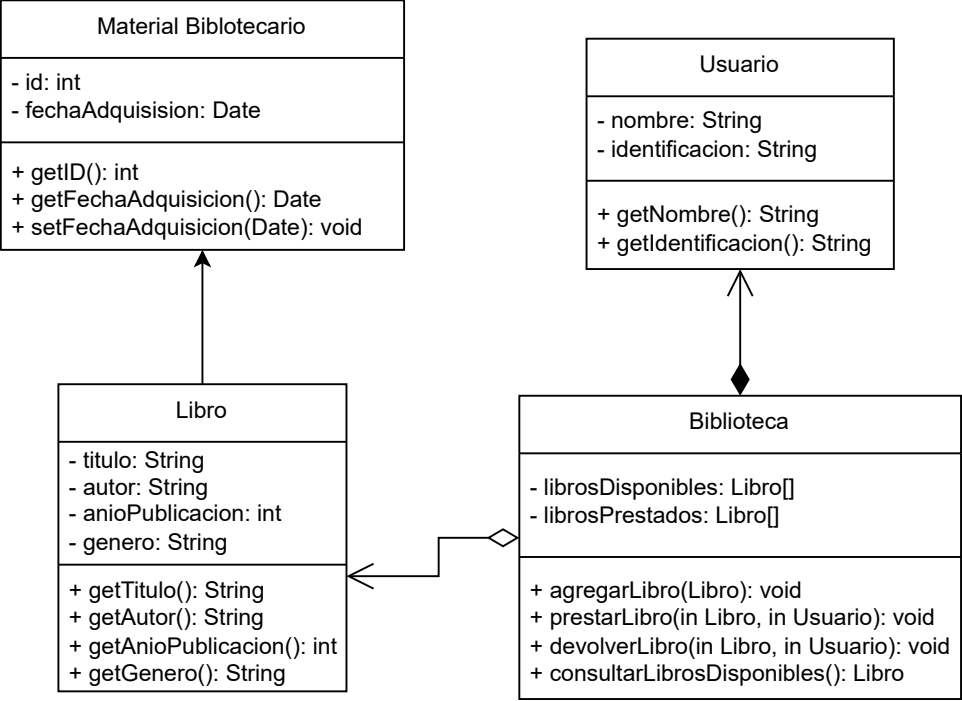 Material Biblotecario
- id: int
- fechaAdquisision: Date
+ getID(): int
+ getFechaAdquisicion(): Date
+ setFechaAdquisicion(Date): void
Usuario
- nombre: String
- identificacion: String
+ getNombre(): String
+ getIdentificacion(): String
Libro
- titulo: String
- autor: String
- anioPublicacion: int
- genero: String
+ getTitulo(): String
+ getAutor(): String
+ getAnioPublicacion(): int
+ getGenero(): String
Biblioteca
- librosDisponibles: Libro[]
- librosPrestados: Libro[]
+ agregarLibro(Libro): void
+ prestarLibro(in Libro, in Usuario): void
+ devolverLibro(in Libro, in Usuario): void
+ consultarLibrosDisponibles(): Libro